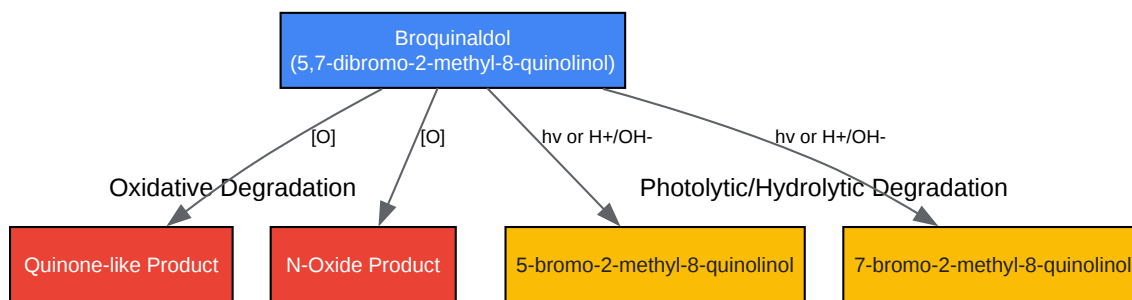 Broquinaldol
(5,7-dibromo-2-methyl-8-quinolinol)
[O]
[O]
hv or H+/OH-
hv or H+/OH-
Oxidative Degradation
Photolytic/Hydrolytic Degradation
Quinone-like Product
N-Oxide Product
5-bromo-2-methyl-8-quinolinol
7-bromo-2-methyl-8-quinolinol